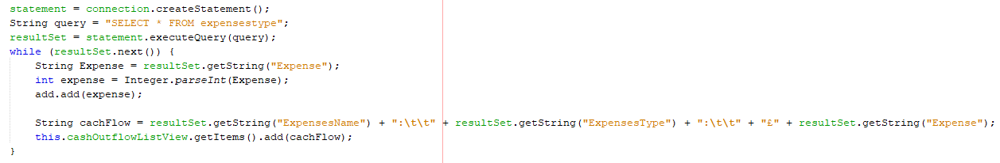 statement = connection.createStatement();
String query = "SELECT * FROM expensestype";
resultSet = statement.executeQuery(query);
while (resultSet.next()) {
    String Expense = resultSet.getString("Expense");
    int expense = Integer.parseInt(Expense);
    add.add(expense);

    String cachFlow = resultSet.getString("ExpensesName") + ":\t\t" + resultSet.getString("ExpensesType") + ":\t\t" + "£" + resultSet.getString("Expense");
    this.cashOutflowListView.getItems().add(cachFlow);
}